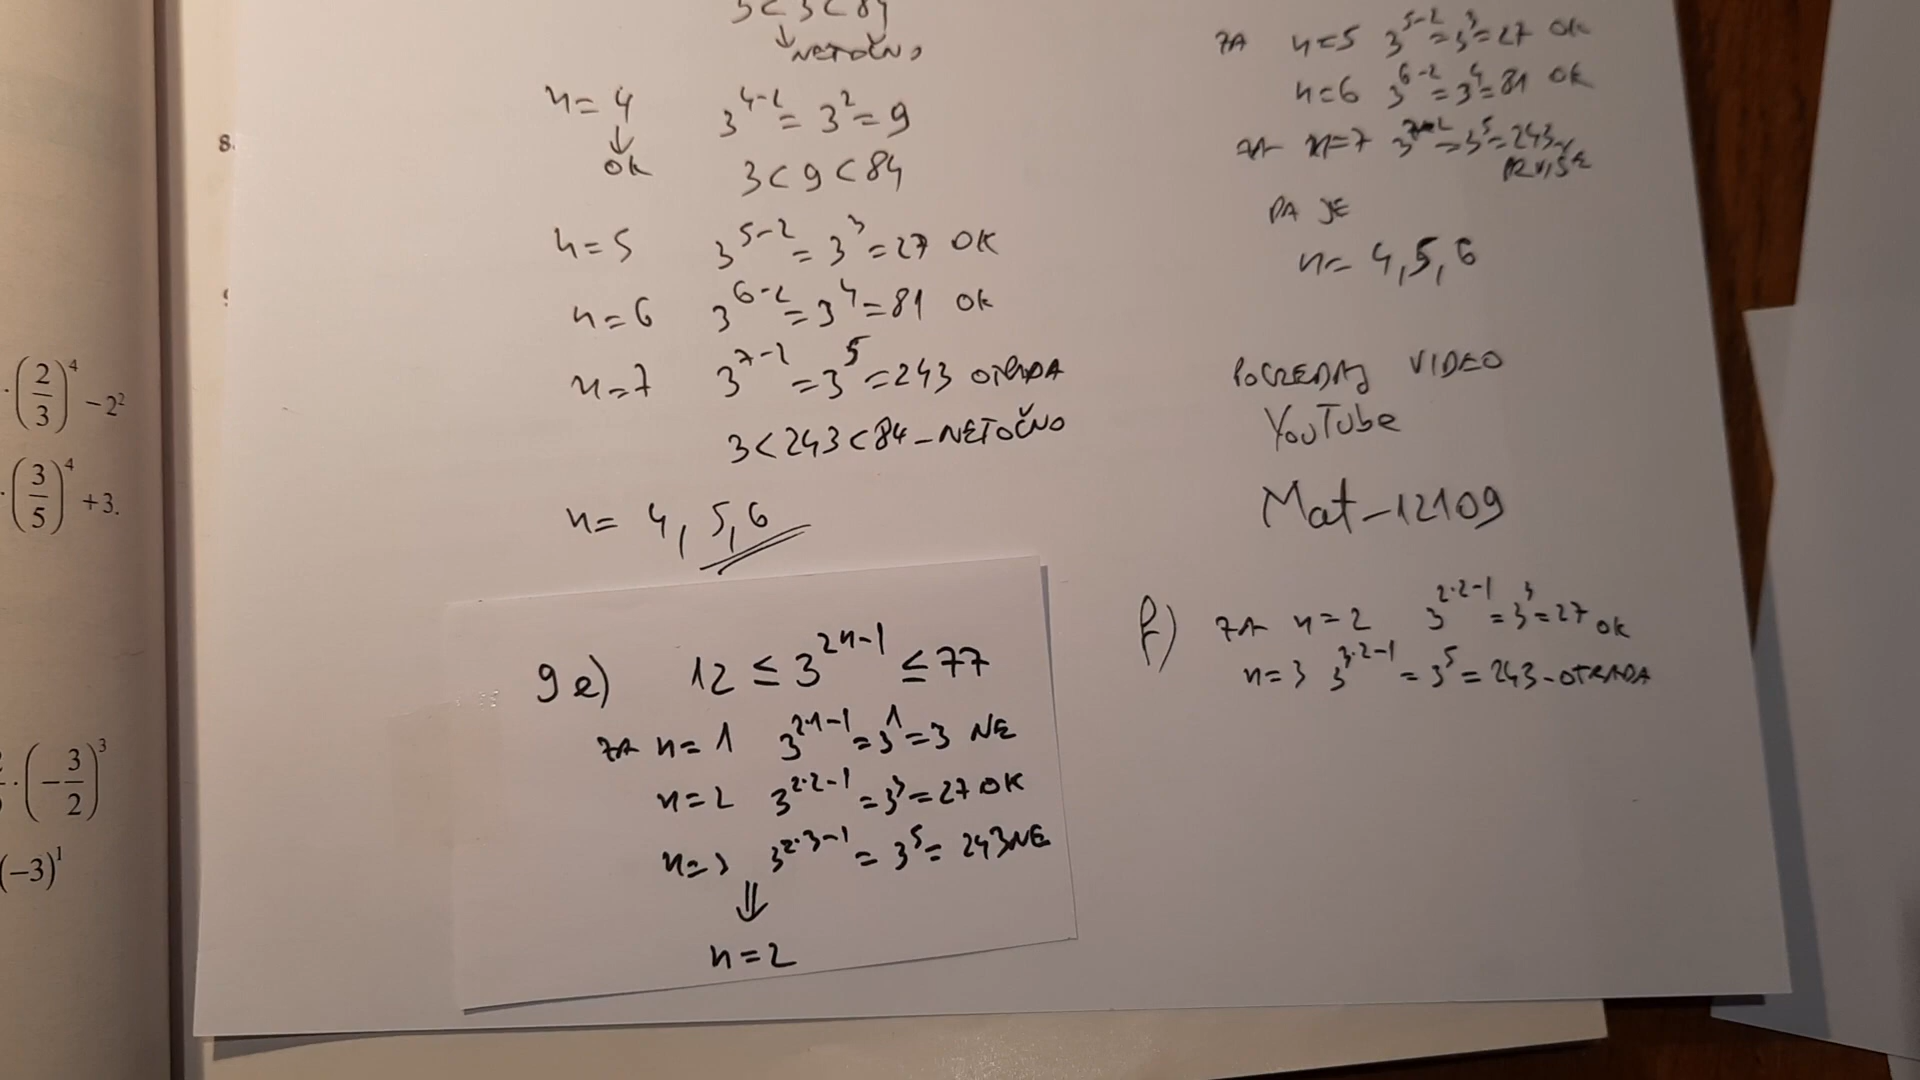 3 < 3 < 84
↓ NETOČNO
n = 4 3^{4-2} = 3^2 = 9
↓
OK 3 < 9 < 84
n = 5 3^{5-2} = 3^3 = 27 OK
n = 6 3^{6-2} = 3^4 = 81 OK
n = 7 3^{7-2} = 3^5 = 243 OTPADA
3 < 243 < 84 - NETOČNO
n = 4, 5, 6
9 e) 12 ≤ 3^{2n-1} ≤ 77
ZA n = 1 3^{2·1-1} = 3^1 = 3 NE
n = 2 3^{2·2-1} = 3^3 = 27 OK
n = 3 3^{2·3-1} = 3^5 = 243 NE
⇓
n = 2
ZA n = 5 3^{5-2} = 3^3 = 27 OK
n = 6 3^{6-2} = 3^4 = 81 OK
ZA n = 7 3^{7-2} = 3^5 = 243
PREVIŠE
PA JE
n = 4, 5, 6
POGLEDAJ VIDEO
YouTube
Mat-12109
f) ZA n = 2 3^{2·2-1} = 3^3 = 27 OK
n = 3 3^{3·2-1} = 3^5 = 243 - OTPADA
8.
· (2/3)^4 - 2^2
· (3/5)^4 + 3.
· (-3/2)^3
(-3)^1